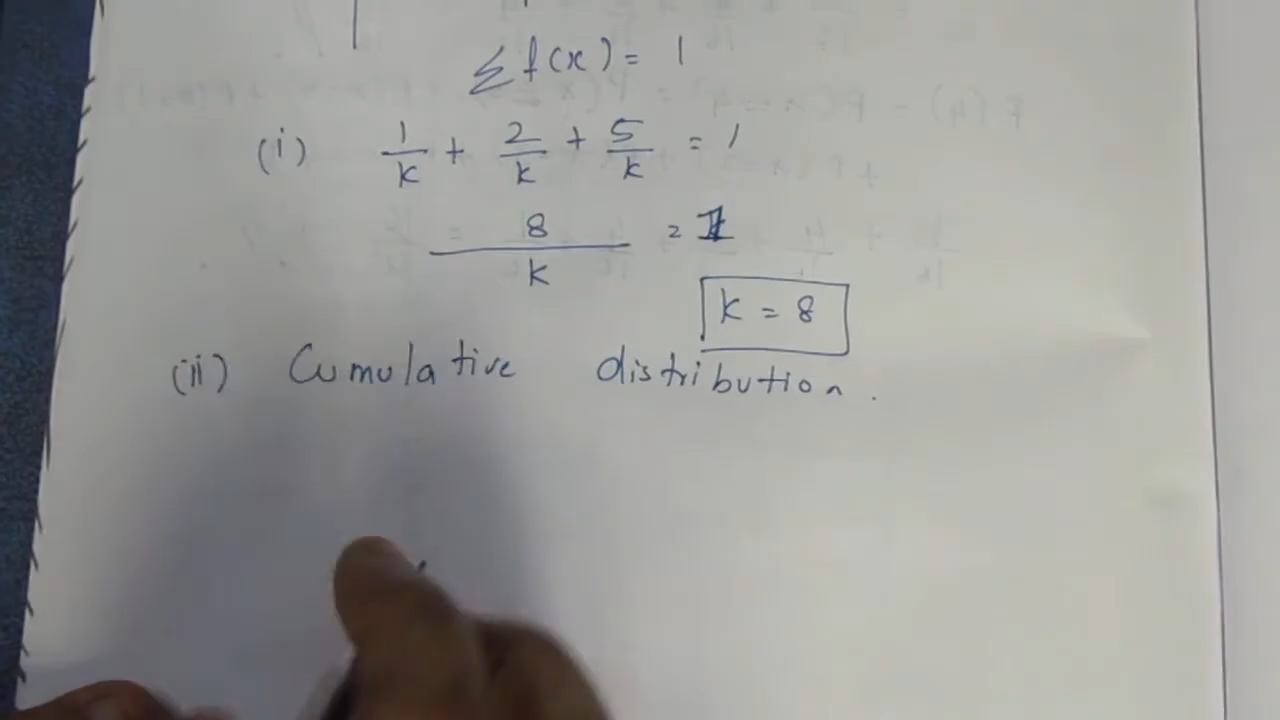 ∑ f(x) = 1
(i) 1/k + 2/k + 5/k = 1
8/k = 1
k = 8
(ii) Cumulative distribution.